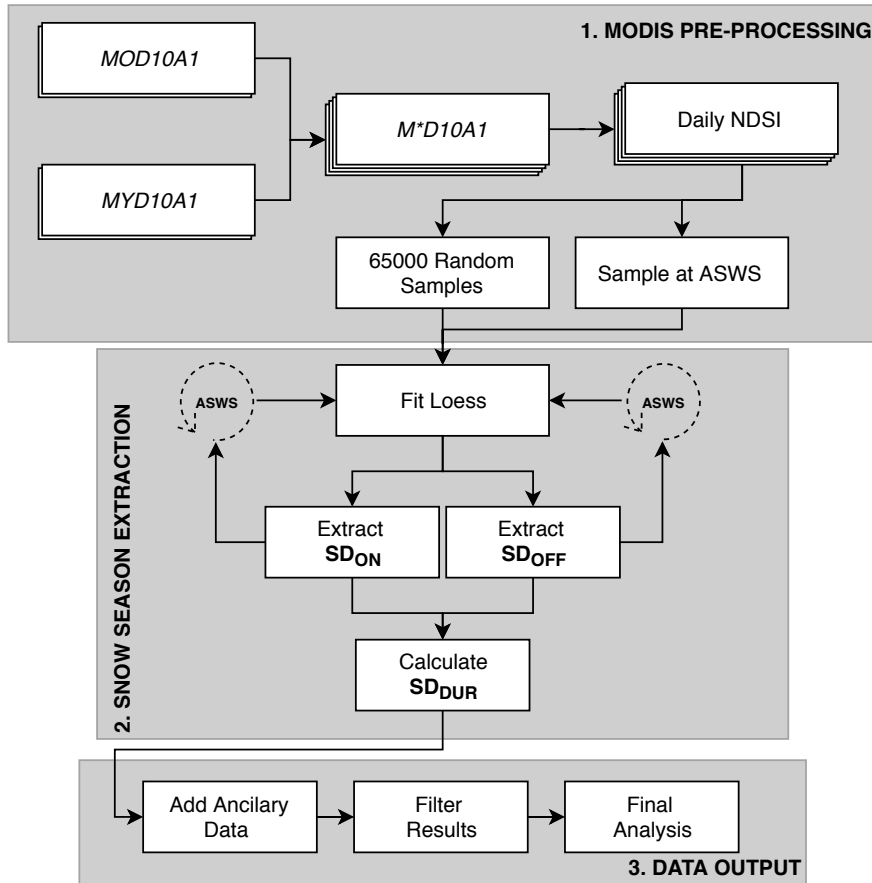 1. MODIS PRE-PROCESSING
MOD10A1
MYD10A1
M*D10A1
Daily NDSI
65000 Random
Samples
Sample at ASWS
2. SNOW SEASON EXTRACTION
ASWS
Fit Loess
ASWS
Extract
SDON
Extract
SDOFF
Calculate
SDDUR
Add Ancilary
Data
Filter
Results
Final
Analysis
3. DATA OUTPUT